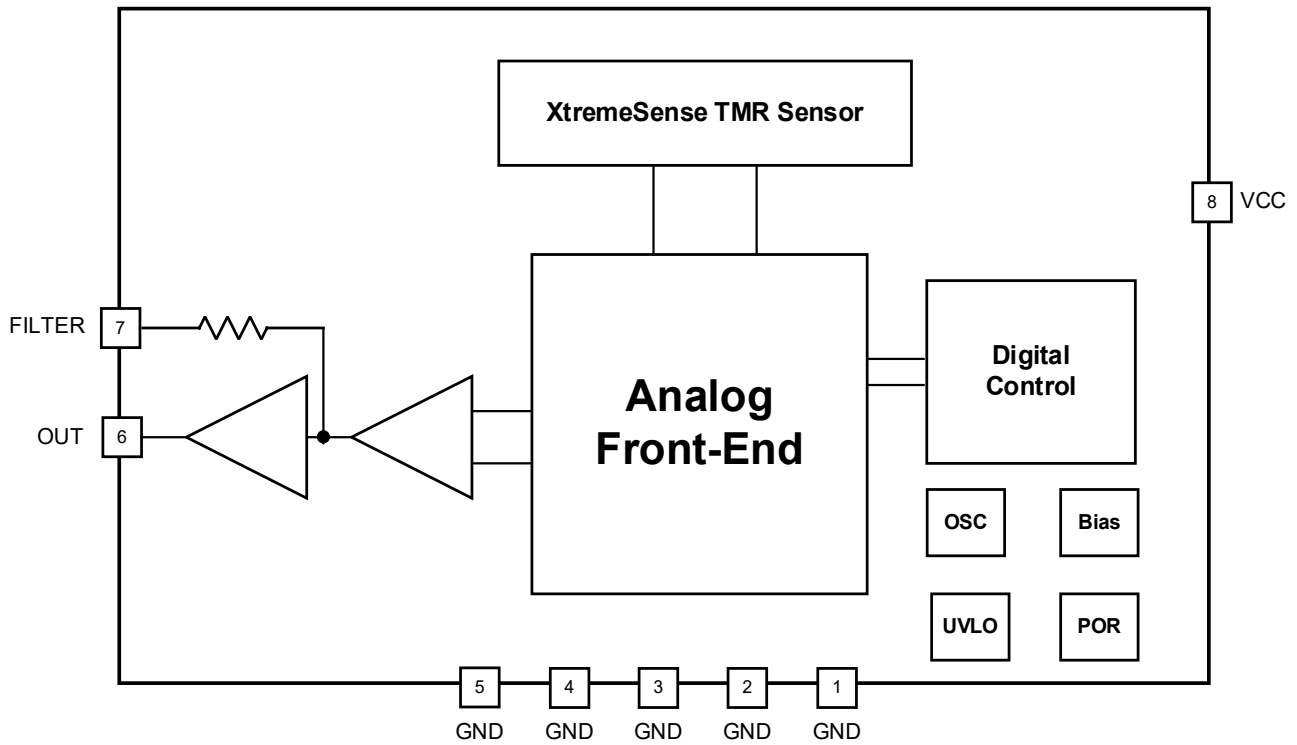 XtremeSense TMR Sensor
8 VCC
FILTER 7
Digital
Control
Analog
Front-End
OUT 6
OSC
Bias
UVLO
POR
5 4 3 2 1
GND GND GND GND GND